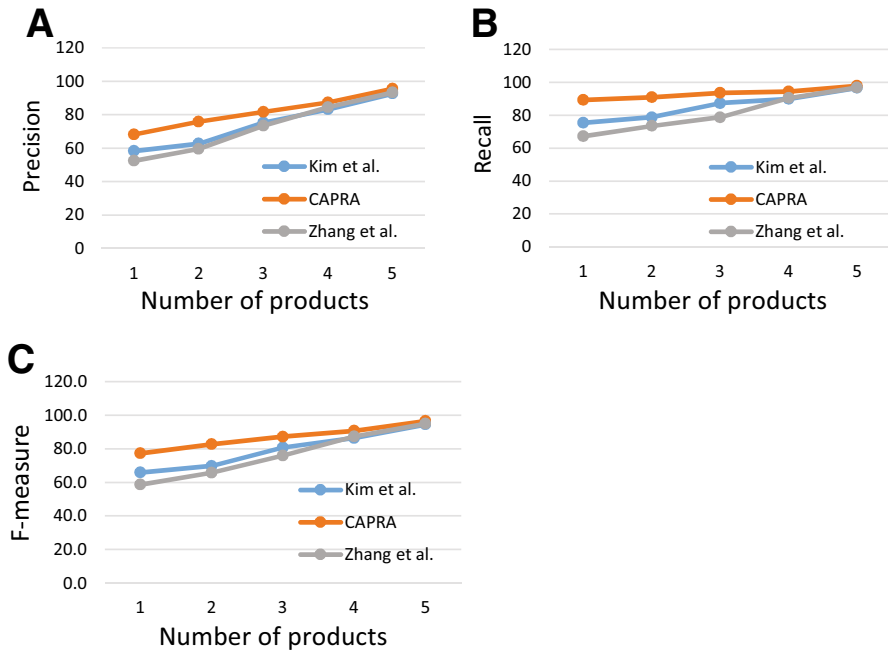 A
120
100
80
60
40
20
0
Precision
Kim et al.
CAPRA
Zhang et al.
1 2 3 4 5
Number of products
B
120
100
80
60
40
20
0
Recall
Kim et al.
CAPRA
Zhang et al.
1 2 3 4 5
Number of products
C
120.0
100.0
80.0
60.0
40.0
20.0
0.0
F-measure
Kim et al.
CAPRA
Zhang et al.
1 2 3 4 5
Number of products